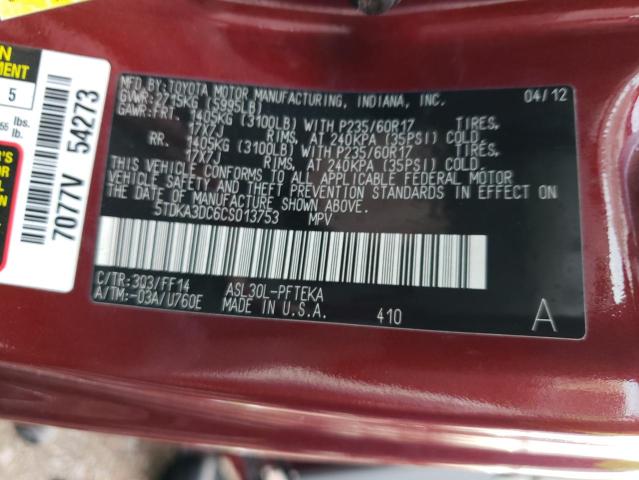 MFD.BY:TOYOTA MOTOR MANUFACTURING, INDIANA, INC. 04/12
GVWR:2715KG (5995LB)
GAWR:FRT. 1405KG (3100LB) WITH P235/60R17 TIRES,
17X7J RIMS, AT 240KPA (35PSI) COLD.
RR. 1405KG (3100LB) WITH P235/60R17 TIRES,
17X7J RIMS, AT 240KPA (35PSI) COLD.
THIS VEHICLE CONFORMS TO ALL APPLICABLE FEDERAL MOTOR
VEHICLE SAFETY AND THEFT PREVENTION STANDARDS IN EFFECT ON
THE DATE OF MANUFACTURE SHOWN ABOVE.
5TDKA3DC6CS013753 MPV
C/TR:3Q3/FF14 ASL30L-PFTEKA
A/TM:-03A/U760E MADE IN U.S.A. 410 A
7077V 54273
5
lbs.
lb.